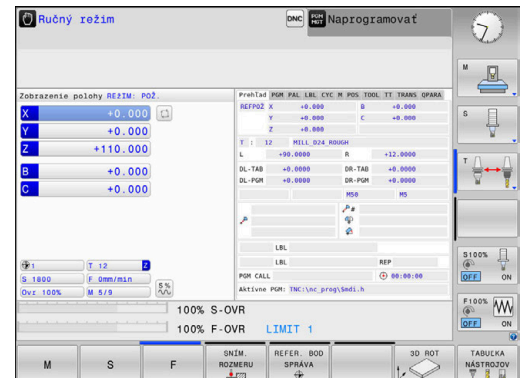 Ručný režim
DNC
PGM MGT
Naprogramovať
Zobrazenie polohy REŽIM: POŽ.
X +0.000
Y +0.000
Z +110.000
B +0.000
C +0.000
1 T 12 Z
S 1800 F 0mm/min
Ovr 100% M 5/9
S %
Prehľad PGM PAL LBL CYC M POS TOOL TT TRANS QPARA
REFPOŽ X +0.000 B +0.000
Y +0.000 C +0.000
Z +0.000
T : 12 MILL_D24_ROUGH
L +90.0000 R +12.0000
DL-TAB +0.0000 DR-TAB +0.0000
DL-PGM +0.0000 DR-PGM +0.0000
M50 M5
P #
P
LBL
LBL REP
PGM CALL 00:00:00
Aktívne PGM: TNC:\nc_prog\$mdi.h
100% S-OVR
100% F-OVR LIMIT 1
M
S
T
S100%
OFF ON
F100%
OFF ON
M
S
F
SNÍM. ROZMERU
REFER. BOD SPRÁVA
3D ROT
TABUĽKA NÁSTROJOV